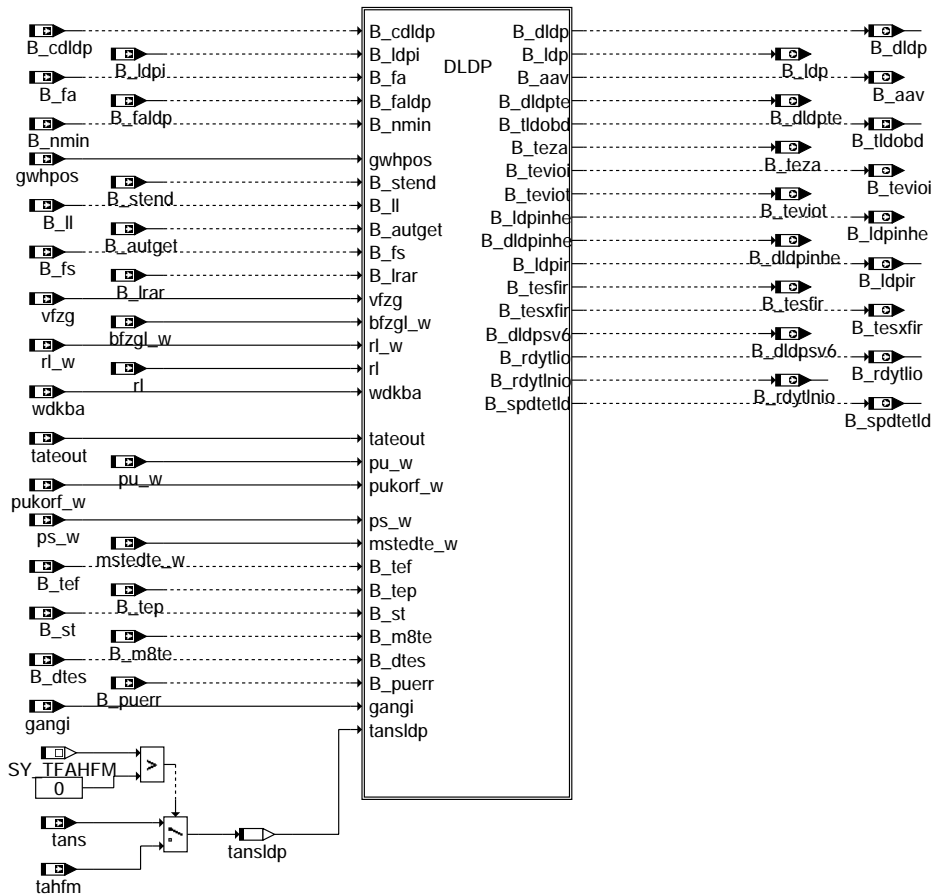 B_cdldp
B_ldpi
B_fa
B_faldp
B_nmin
gwhpos
B_stend
B_ll
B_autget
B_fs
B_lrar
vfzg
bfzgl_w
rl_w
rl
wdkba
tateout
pu_w
pukorf_w
ps_w
mstedte_w
B_tef
B_tep
B_st
B_m8te
B_dtes
B_puerr
gangi
SY_TFAHFM
>
0
tans
tahfm
tansldp
DLDP
B_cdldp
B_ldpi
B_fa
B_faldp
B_nmin
gwhpos
B_stend
B_ll
B_autget
B_fs
B_lrar
vfzg
bfzgl_w
rl_w
rl
wdkba
tateout
pu_w
pukorf_w
ps_w
mstedte_w
B_tef
B_tep
B_st
B_m8te
B_dtes
B_puerr
gangi
tansldp
B_dldp
B_ldp
B_aav
B_dldpte
B_tldobd
B_teza
B_tevioi
B_teviot
B_ldpinhe
B_dldpinhe
B_ldpir
B_tesfir
B_tesxfir
B_dldpsv6
B_rdytlio
B_rdytlnio
B_spdtetld
B_dldp
B_ldp
B_aav
B_dldpte
B_tldobd
B_teza
B_tevioi
B_teviot
B_ldpinhe
B_dldpinhe
B_ldpir
B_tesfir
B_tesxfir
B_dldpsv6
B_rdytlio
B_rdytlnio
B_spdtetld